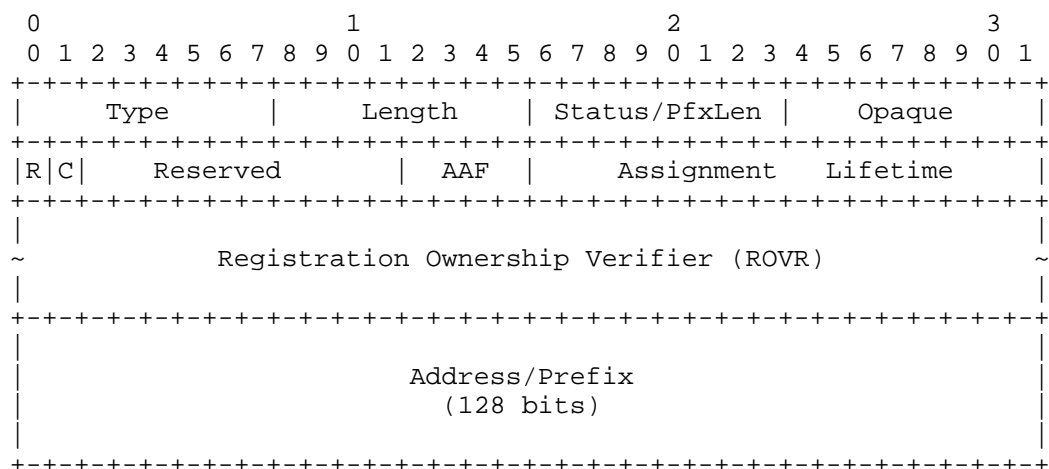 0                   1                   2                   3
 0 1 2 3 4 5 6 7 8 9 0 1 2 3 4 5 6 7 8 9 0 1 2 3 4 5 6 7 8 9 0 1
+-+-+-+-+-+-+-+-+-+-+-+-+-+-+-+-+-+-+-+-+-+-+-+-+-+-+-+-+-+-+-+-+
|     Type      |     Length    | Status/PfxLen |    Opaque     |
+-+-+-+-+-+-+-+-+-+-+-+-+-+-+-+-+-+-+-+-+-+-+-+-+-+-+-+-+-+-+-+-+
|R|C|    Reserved       |  AAF  |     Assignment   Lifetime     |
+-+-+-+-+-+-+-+-+-+-+-+-+-+-+-+-+-+-+-+-+-+-+-+-+-+-+-+-+-+-+-+-+
|                                                               |
~            Registration Ownership Verifier (ROVR)             ~
|                                                               |
+-+-+-+-+-+-+-+-+-+-+-+-+-+-+-+-+-+-+-+-+-+-+-+-+-+-+-+-+-+-+-+-+
|                                                               |
|                        Address/Prefix                         |
|                          (128 bits)                           |
|                                                               |
+-+-+-+-+-+-+-+-+-+-+-+-+-+-+-+-+-+-+-+-+-+-+-+-+-+-+-+-+-+-+-+-+